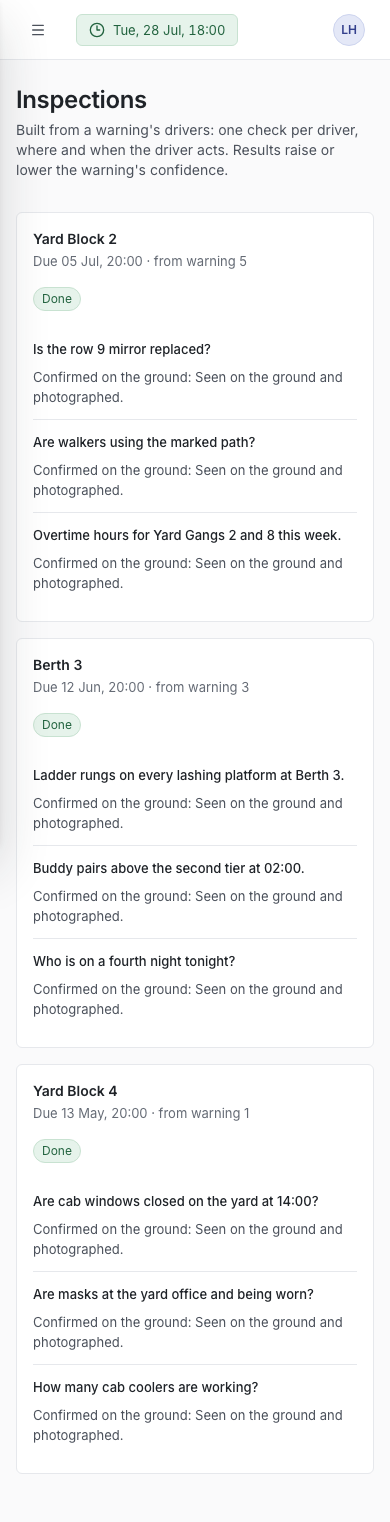 Tue, 28 Jul, 18:00
LH
Inspections
Built from a warning's drivers: one check per driver,
where and when the driver acts. Results raise or
lower the warning's confidence.
Yard Block 2
Due 05 Jul, 20:00 · from warning 5
Done
Is the row 9 mirror replaced?
Confirmed on the ground: Seen on the ground and
photographed.
Are walkers using the marked path?
Confirmed on the ground: Seen on the ground and
photographed.
Overtime hours for Yard Gangs 2 and 8 this week.
Confirmed on the ground: Seen on the ground and
photographed.
Berth 3
Due 12 Jun, 20:00 · from warning 3
Done
Ladder rungs on every lashing platform at Berth 3.
Confirmed on the ground: Seen on the ground and
photographed.
Buddy pairs above the second tier at 02:00.
Confirmed on the ground: Seen on the ground and
photographed.
Who is on a fourth night tonight?
Confirmed on the ground: Seen on the ground and
photographed.
Yard Block 4
Due 13 May, 20:00 · from warning 1
Done
Are cab windows closed on the yard at 14:00?
Confirmed on the ground: Seen on the ground and
photographed.
Are masks at the yard office and being worn?
Confirmed on the ground: Seen on the ground and
photographed.
How many cab coolers are working?
Confirmed on the ground: Seen on the ground and
photographed.